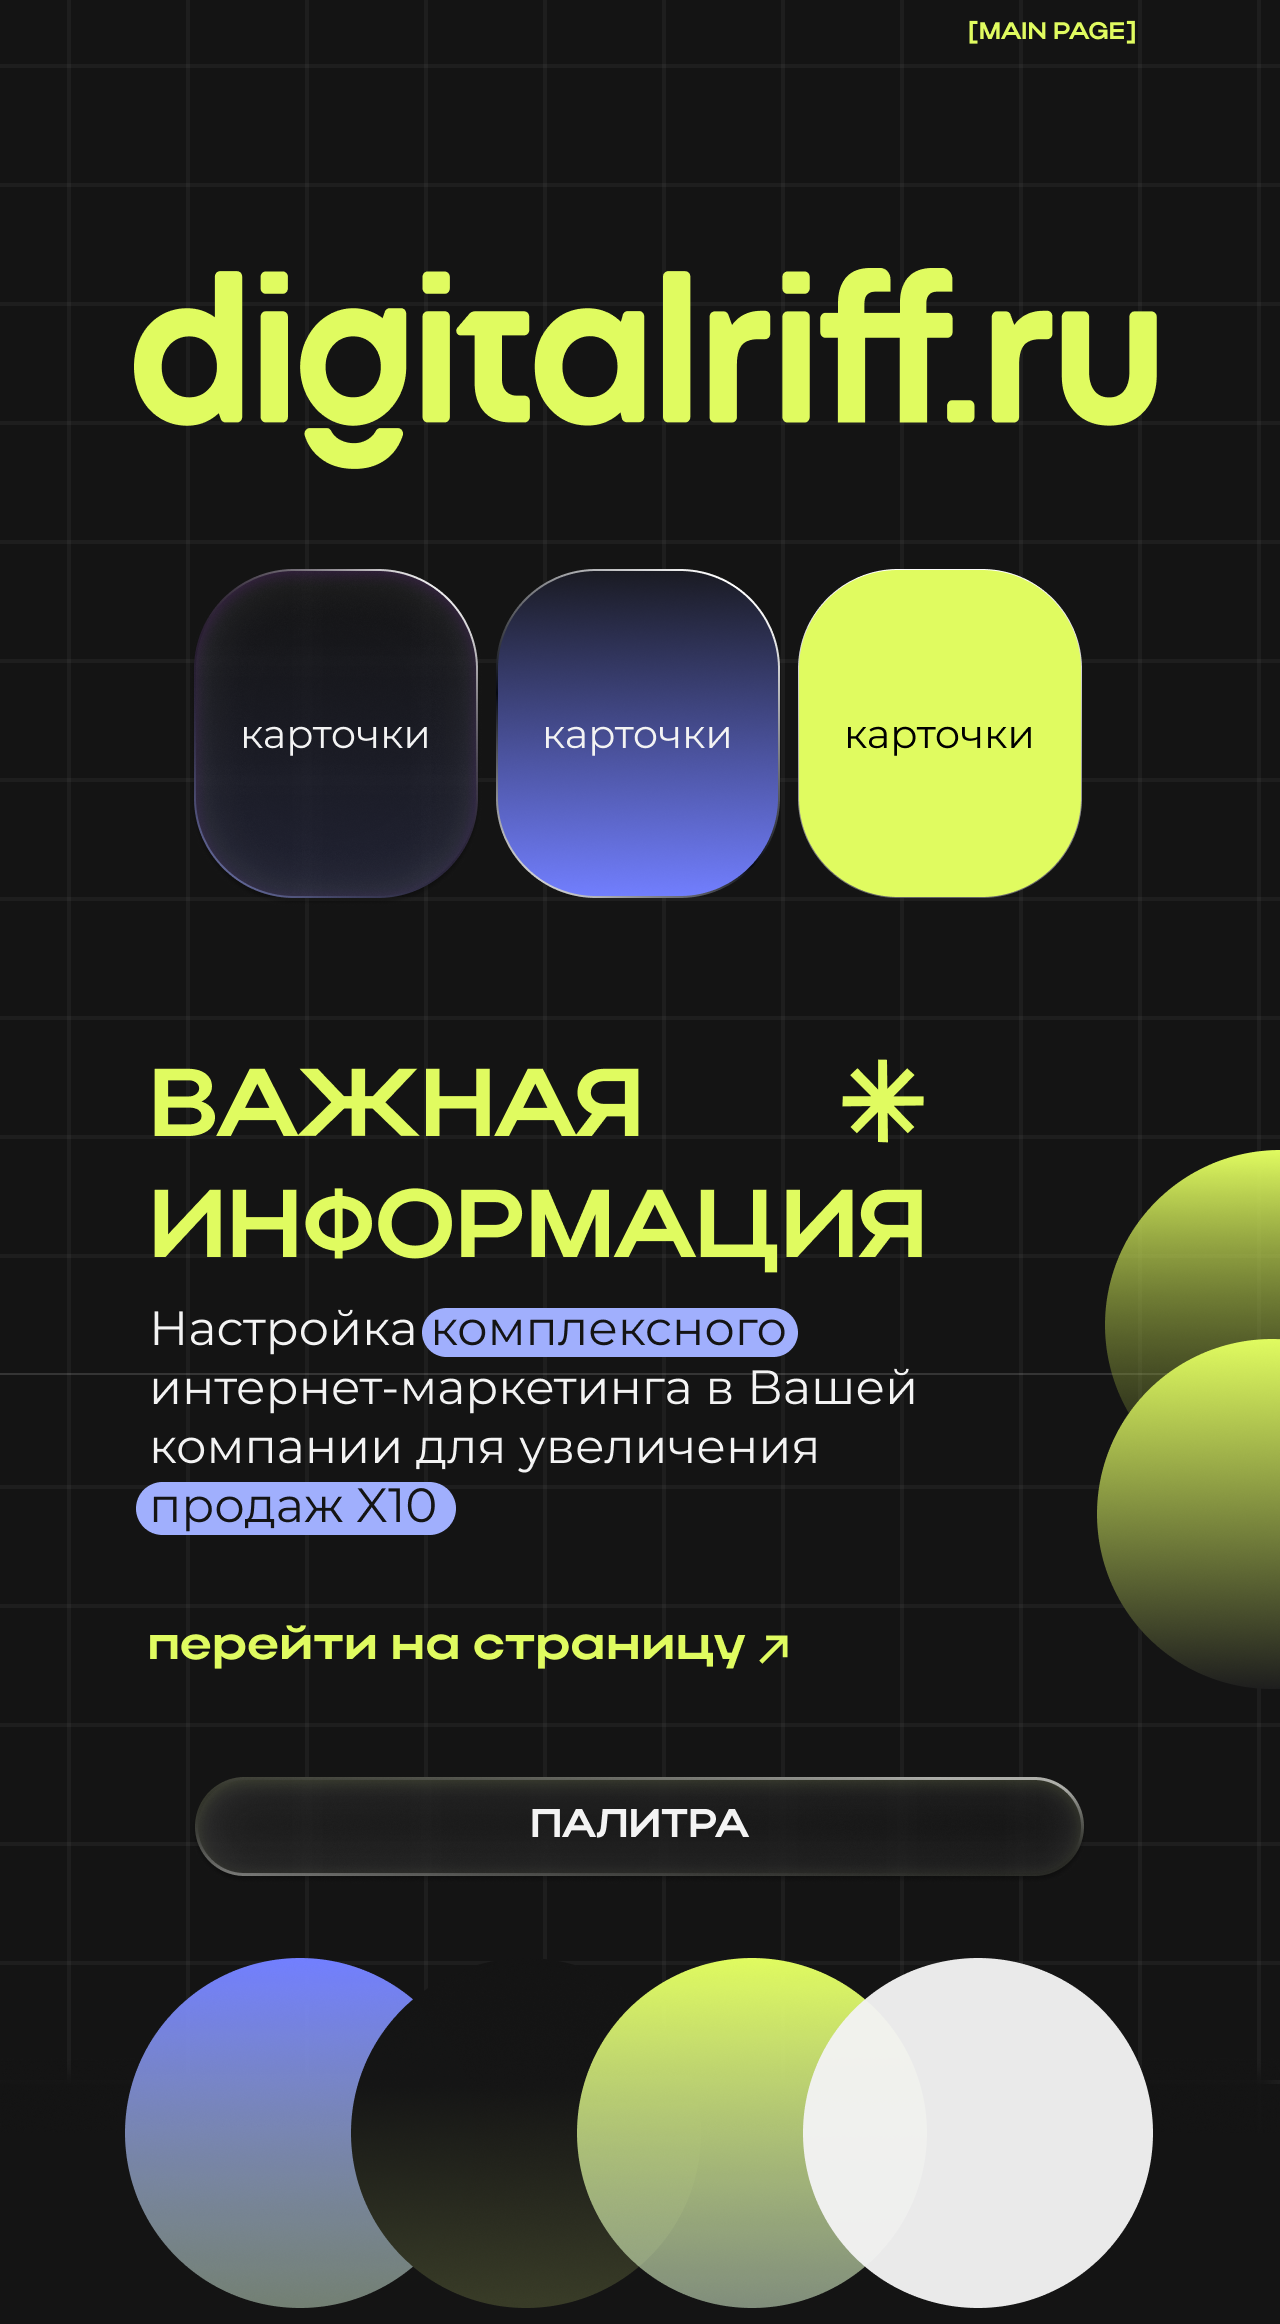 [MAIN PAGE]
digitalriff.ru
карточки
карточки
карточки
ВАЖНАЯ
ИНФОРМАЦИЯ
Настройка комплексного
интернет-маркетинга в Вашей
компании для увеличения
продаж X10
перейти на страницу ↗
ПАЛИТРА